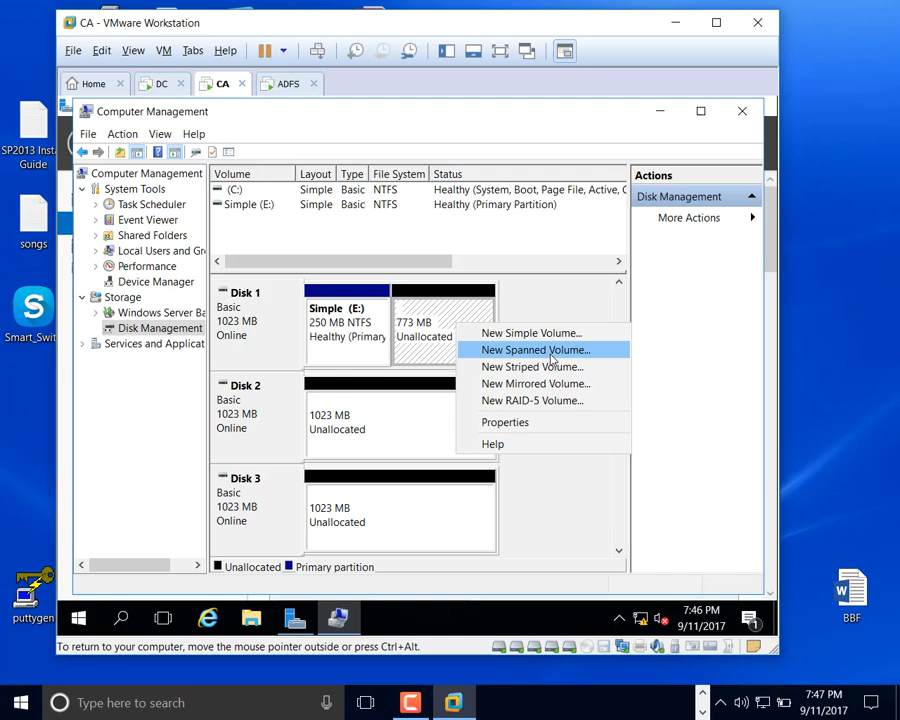 CA - VMware Workstation
File Edit View VM Tabs Help
Home DC CA ADFS
Computer Management
File Action View Help
Computer Management
System Tools
Task Scheduler
Event Viewer
Shared Folders
Local Users and Gro
Performance
Device Manager
Storage
Windows Server Ba
Disk Management
Services and Applicat
Volume Layout Type File System Status
(C:) Simple Basic NTFS Healthy (System, Boot, Page File, Active, C
Simple (E:) Simple Basic NTFS Healthy (Primary Partition)
Actions
Disk Management
More Actions
Disk 1
Basic
1023 MB
Online
Simple (E:)
250 MB NTFS
Healthy (Primary
773 MB
Unallocated
New Simple Volume...
New Spanned Volume...
New Striped Volume...
New Mirrored Volume...
New RAID-5 Volume...
Properties
Help
Disk 2
Basic
1023 MB
Online
1023 MB
Unallocated
Disk 3
Basic
1023 MB
Online
1023 MB
Unallocated
Unallocated Primary partition
7:46 PM
9/11/2017
1
To return to your computer, move the mouse pointer outside or press Ctrl+Alt.
SP2013 Inst
Guide
songs
Smart_Swit
puttygen
BBF
Type here to search
7:47 PM
9/11/2017